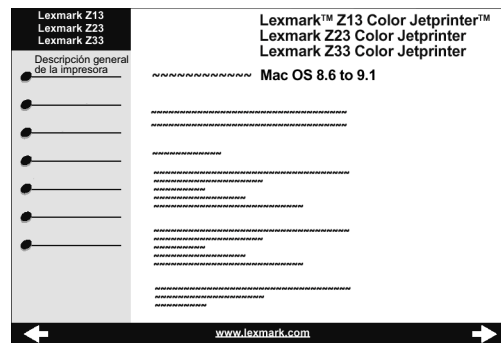 Lexmark Z13
Lexmark Z23
Lexmark Z33
Descripción general
de la impresora
Lexmark™ Z13 Color Jetprinter™
Lexmark Z23 Color Jetprinter
Lexmark Z33 Color Jetprinter
Mac OS 8.6 to 9.1
www.lexmark.com